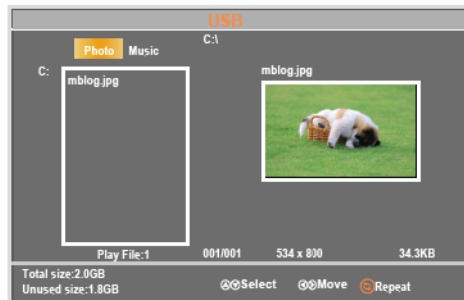 USB
Photo Music
C:\
C:
mblog.jpg
mblog.jpg
Play File:1
001/001 534 x 800 34.3KB
Total size:2.0GB
Unused size:1.8GB
Select Move Repeat